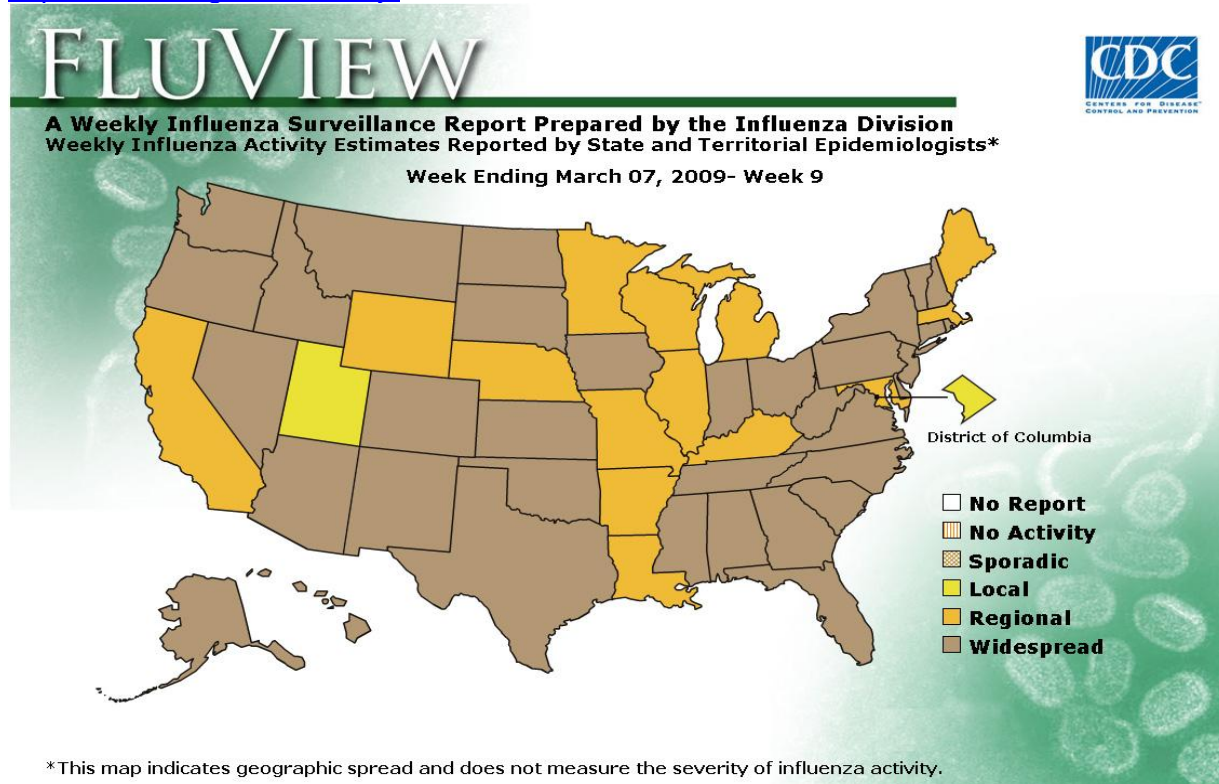 FLUVIEW
CDC
CENTERS FOR DISEASE
CONTROL AND PREVENTION
A Weekly Influenza Surveillance Report Prepared by the Influenza Division
Weekly Influenza Activity Estimates Reported by State and Territorial Epidemiologists*
Week Ending March 07, 2009- Week 9
District of Columbia
No Report
No Activity
Sporadic
Local
Regional
Widespread
*This map indicates geographic spread and does not measure the severity of influenza activity.